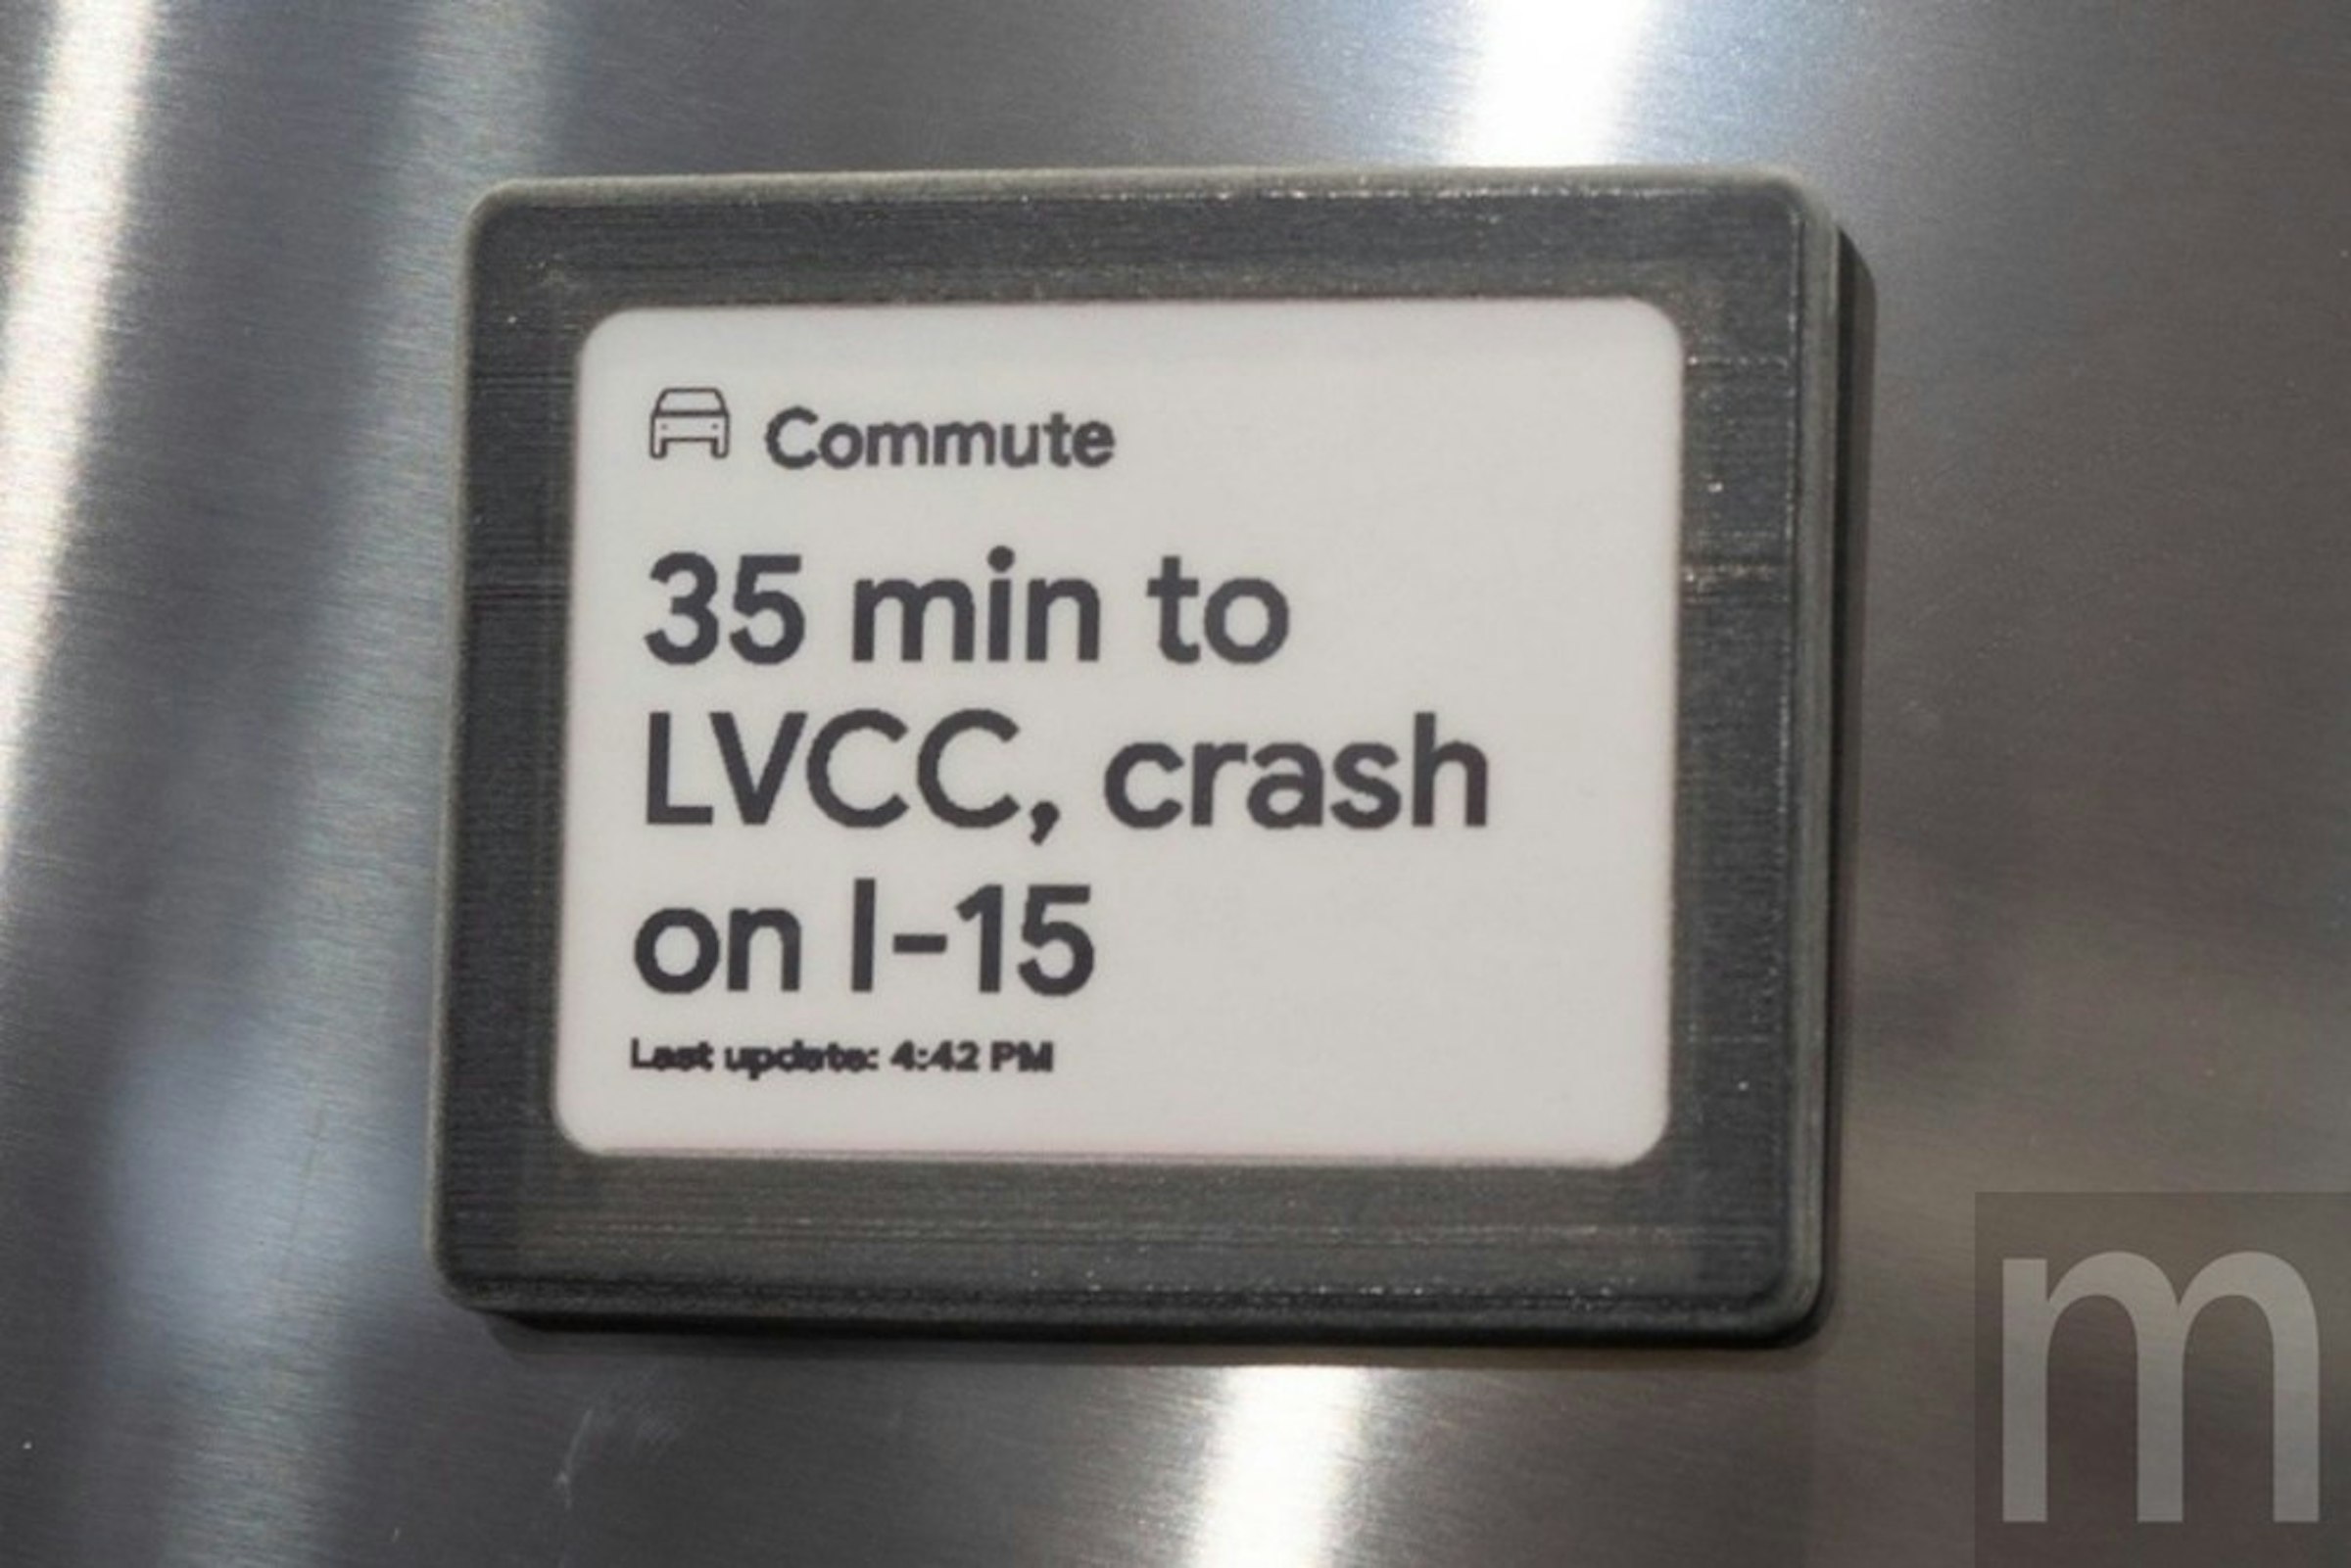 Commute
35 min to
LVCC, crash
on I-15
Last update: 4:42 PM
m